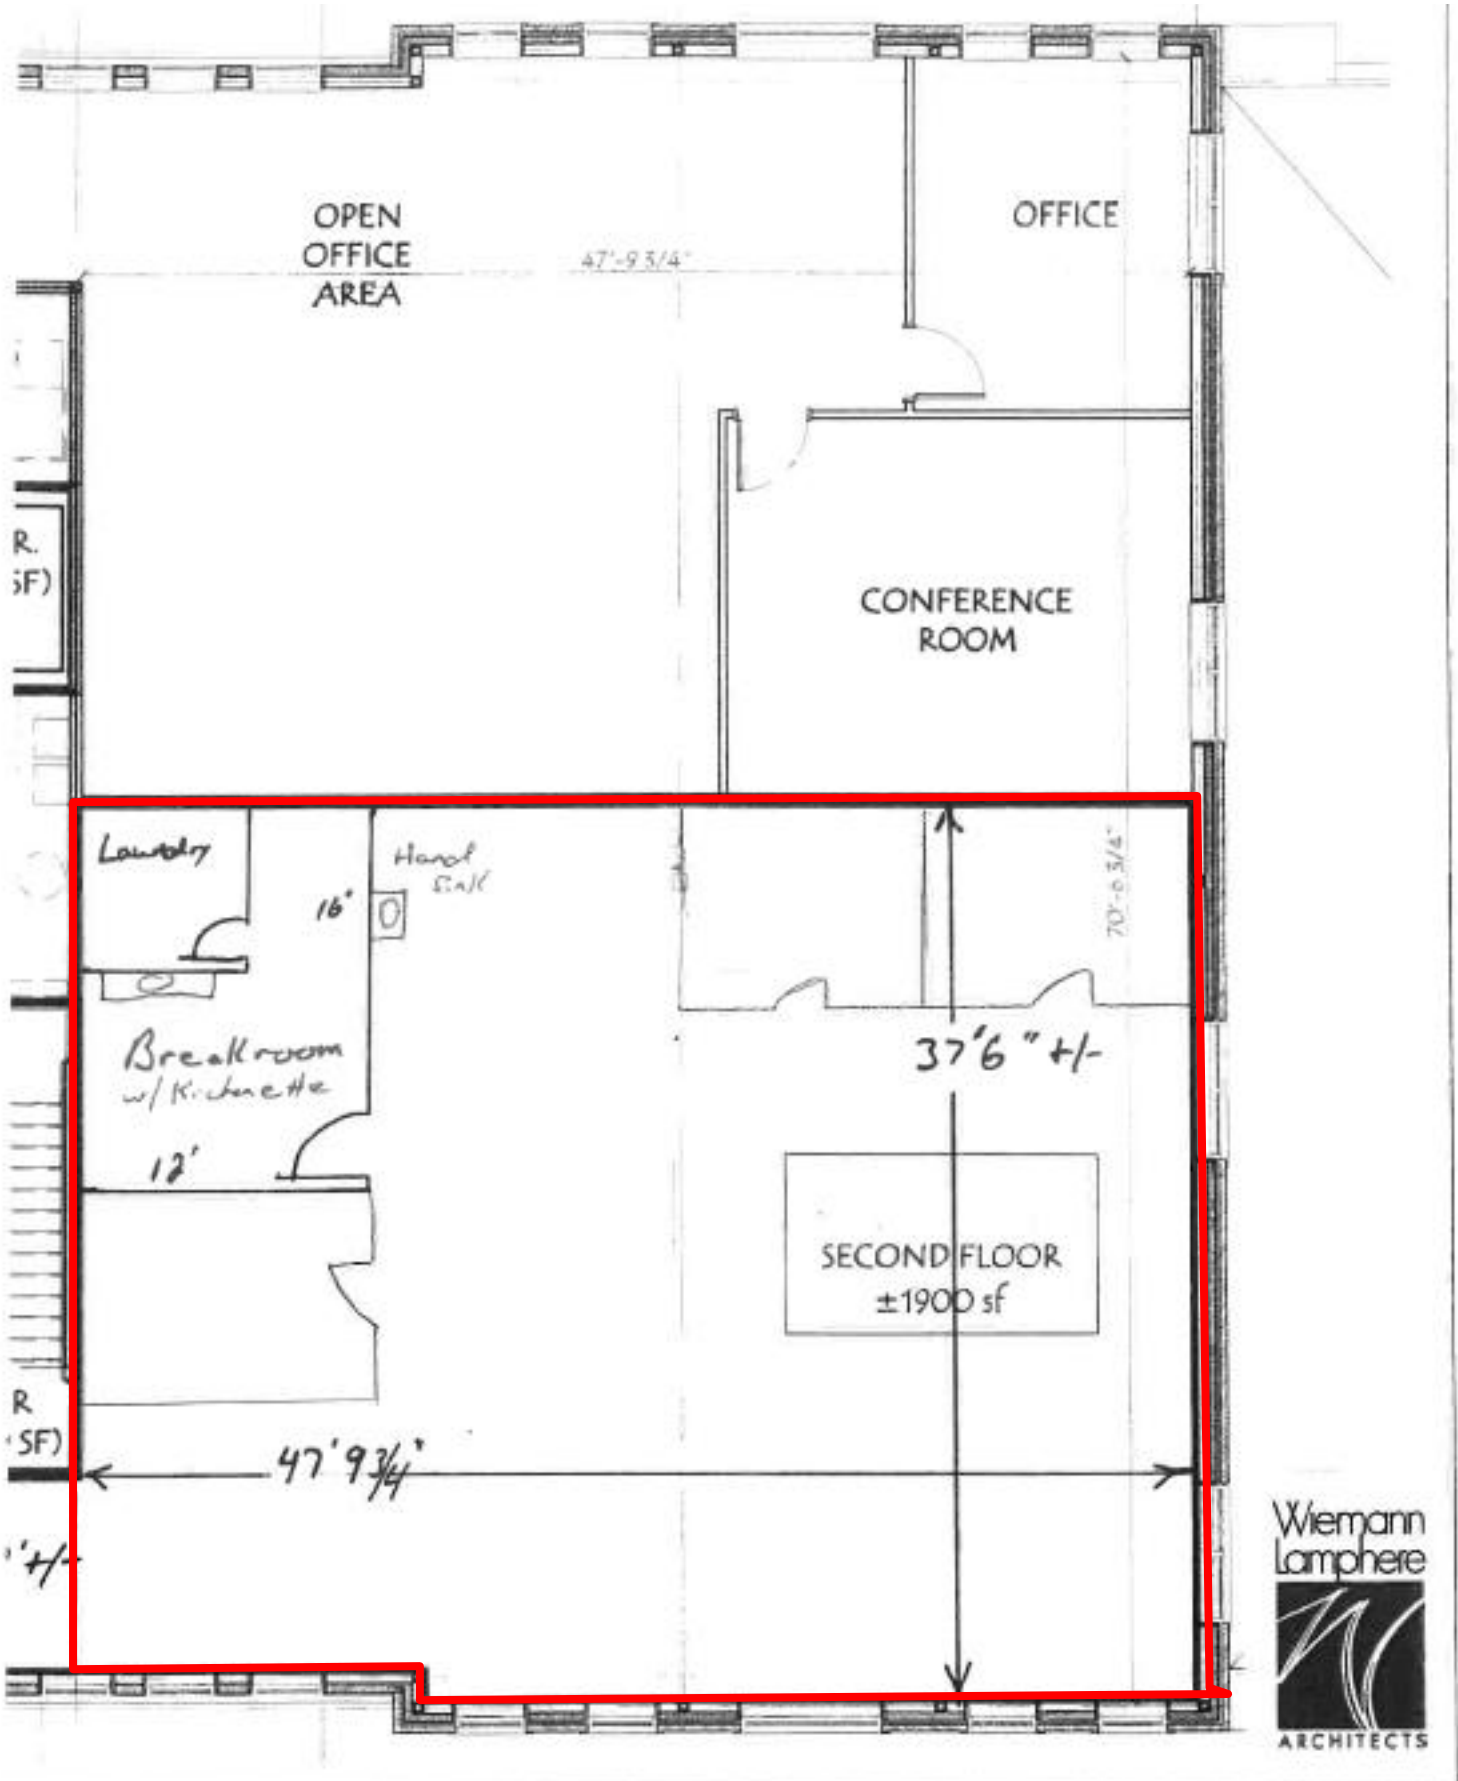 OPEN
OFFICE
AREA
OFFICE
47'-9 3/4"
R.
SF)
CONFERENCE
ROOM
Laundry
Hand
Sink
16'
70'-6 3/4"
Breakroom
w/ Kichenette
37'6" +/-
12'
SECOND FLOOR
±1900 sf
R
SF)
47' 9 3/4"
' +/-
Wiemann
Lamphere
ARCHITECTS